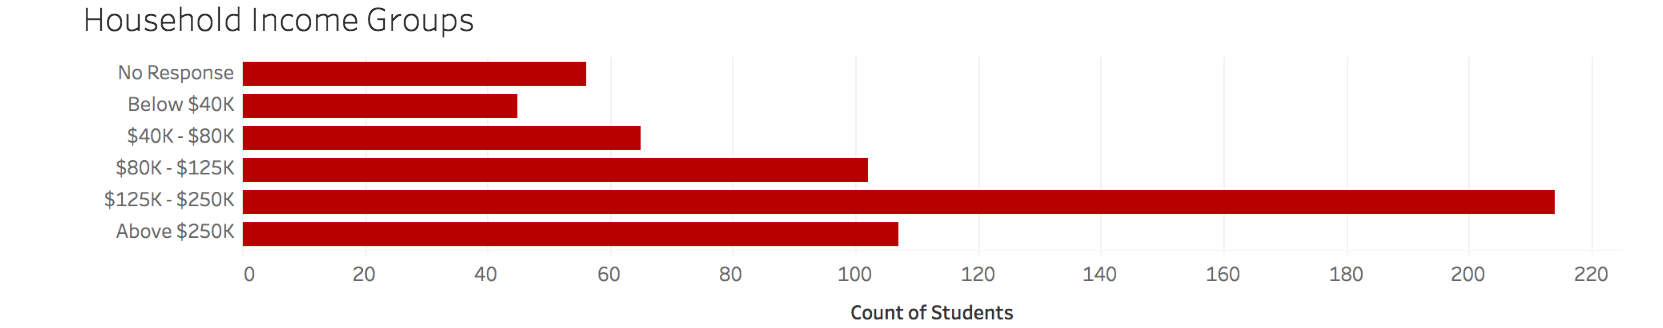 Household Income Groups
No Response
Below $40K
$40K - $80K
$80K - $125K
$125K - $250K
Above $250K
0 20 40 60 80 100 120 140 160 180 200 220
Count of Students